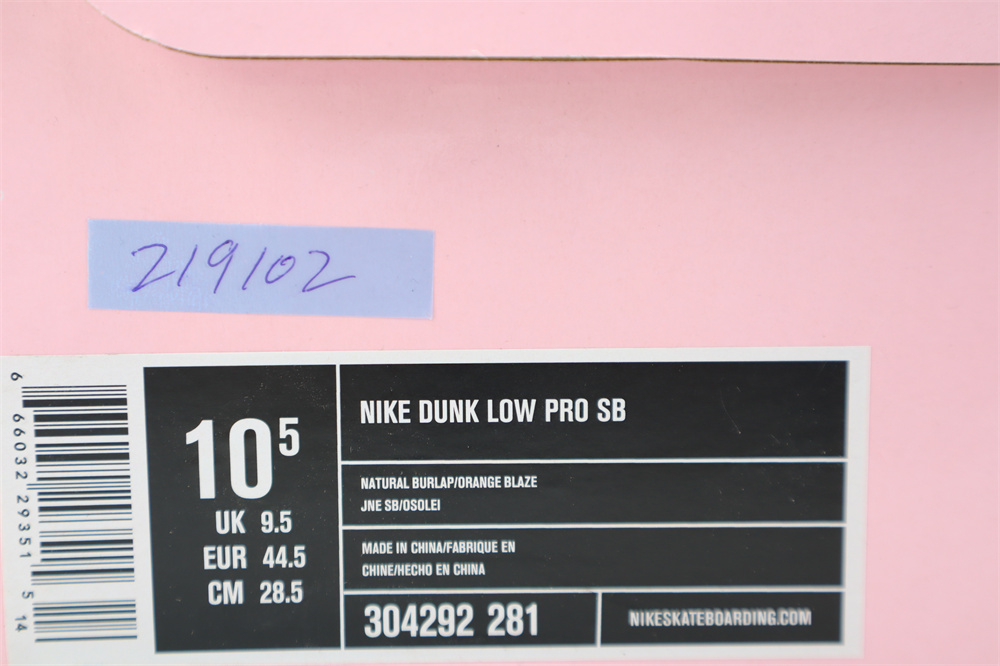 219102
6 66032 29351 5 14
10⁵
UK 9.5
EUR 44.5
CM 28.5
NIKE DUNK LOW PRO SB
NATURAL BURLAP/ORANGE BLAZE
JNE SB/OSOLEI
MADE IN CHINA/FABRIQUE EN
CHINE/HECHO EN CHINA
304292 281
NIKESKATEBOARDING.COM